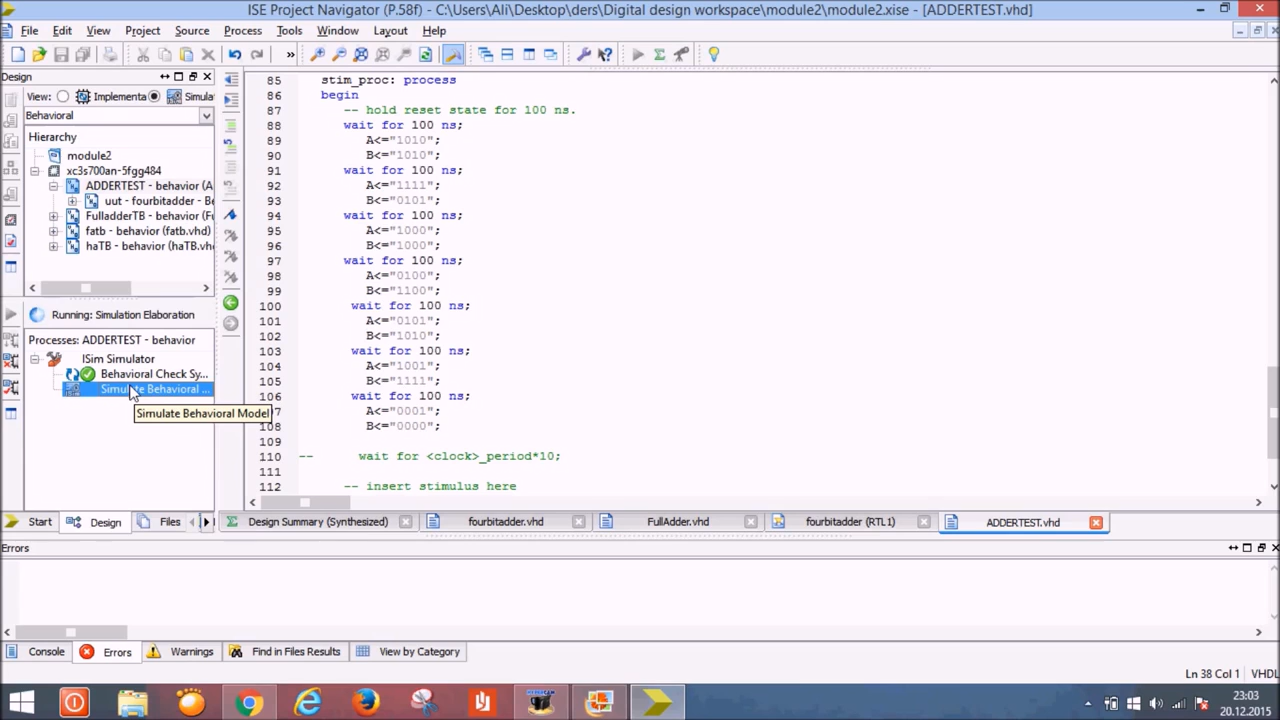 ISE Project Navigator (P.58f) - C:\Users\Ali\Desktop\ders\Digital design workspace\module2\module2.xise - [ADDERTEST.vhd]
File Edit View Project Source Process Tools Window Layout Help
»
Design
View: Implementa Simula
Behavioral
Hierarchy
module2
xc3s700an-5fgg484
ADDERTEST - behavior (A
uut - fourbitadder - Be
FulladderTB - behavior (Fu
fatb - behavior (fatb.vhd)
haTB - behavior (haTB.vhd
Running: Simulation Elaboration
Processes: ADDERTEST - behavior
ISim Simulator
Behavioral Check Sy...
Simulate Behavioral ...
Simulate Behavioral Model
85 stim_proc: process
86 begin
87 -- hold reset state for 100 ns.
88 wait for 100 ns;
89 A<="1010";
90 B<="1010";
91 wait for 100 ns;
92 A<="1111";
93 B<="0101";
94 wait for 100 ns;
95 A<="1000";
96 B<="1000";
97 wait for 100 ns;
98 A<="0100";
99 B<="1100";
100 wait for 100 ns;
101 A<="0101";
102 B<="1010";
103 wait for 100 ns;
104 A<="1001";
105 B<="1111";
106 wait for 100 ns;
7 A<="0001";
108 B<="0000";
109
110 -- wait for <clock>_period*10;
111
112 -- insert stimulus here
Start Design Files
Design Summary (Synthesized) fourbitadder.vhd FullAdder.vhd fourbitadder (RTL1) ADDERTEST.vhd
Errors
Console Errors Warnings Find in Files Results View by Category
Ln 38 Col 1 VHDL
23:03
20.12.2015